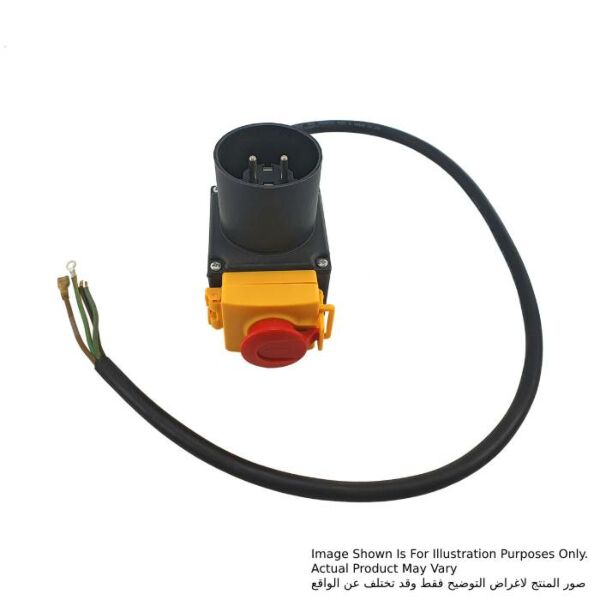 Image Shown Is For Illustration Purposes Only.
Actual Product May Vary
صور المنتج لاغراض التوضيح فقط وقد تختلف عن الواقع